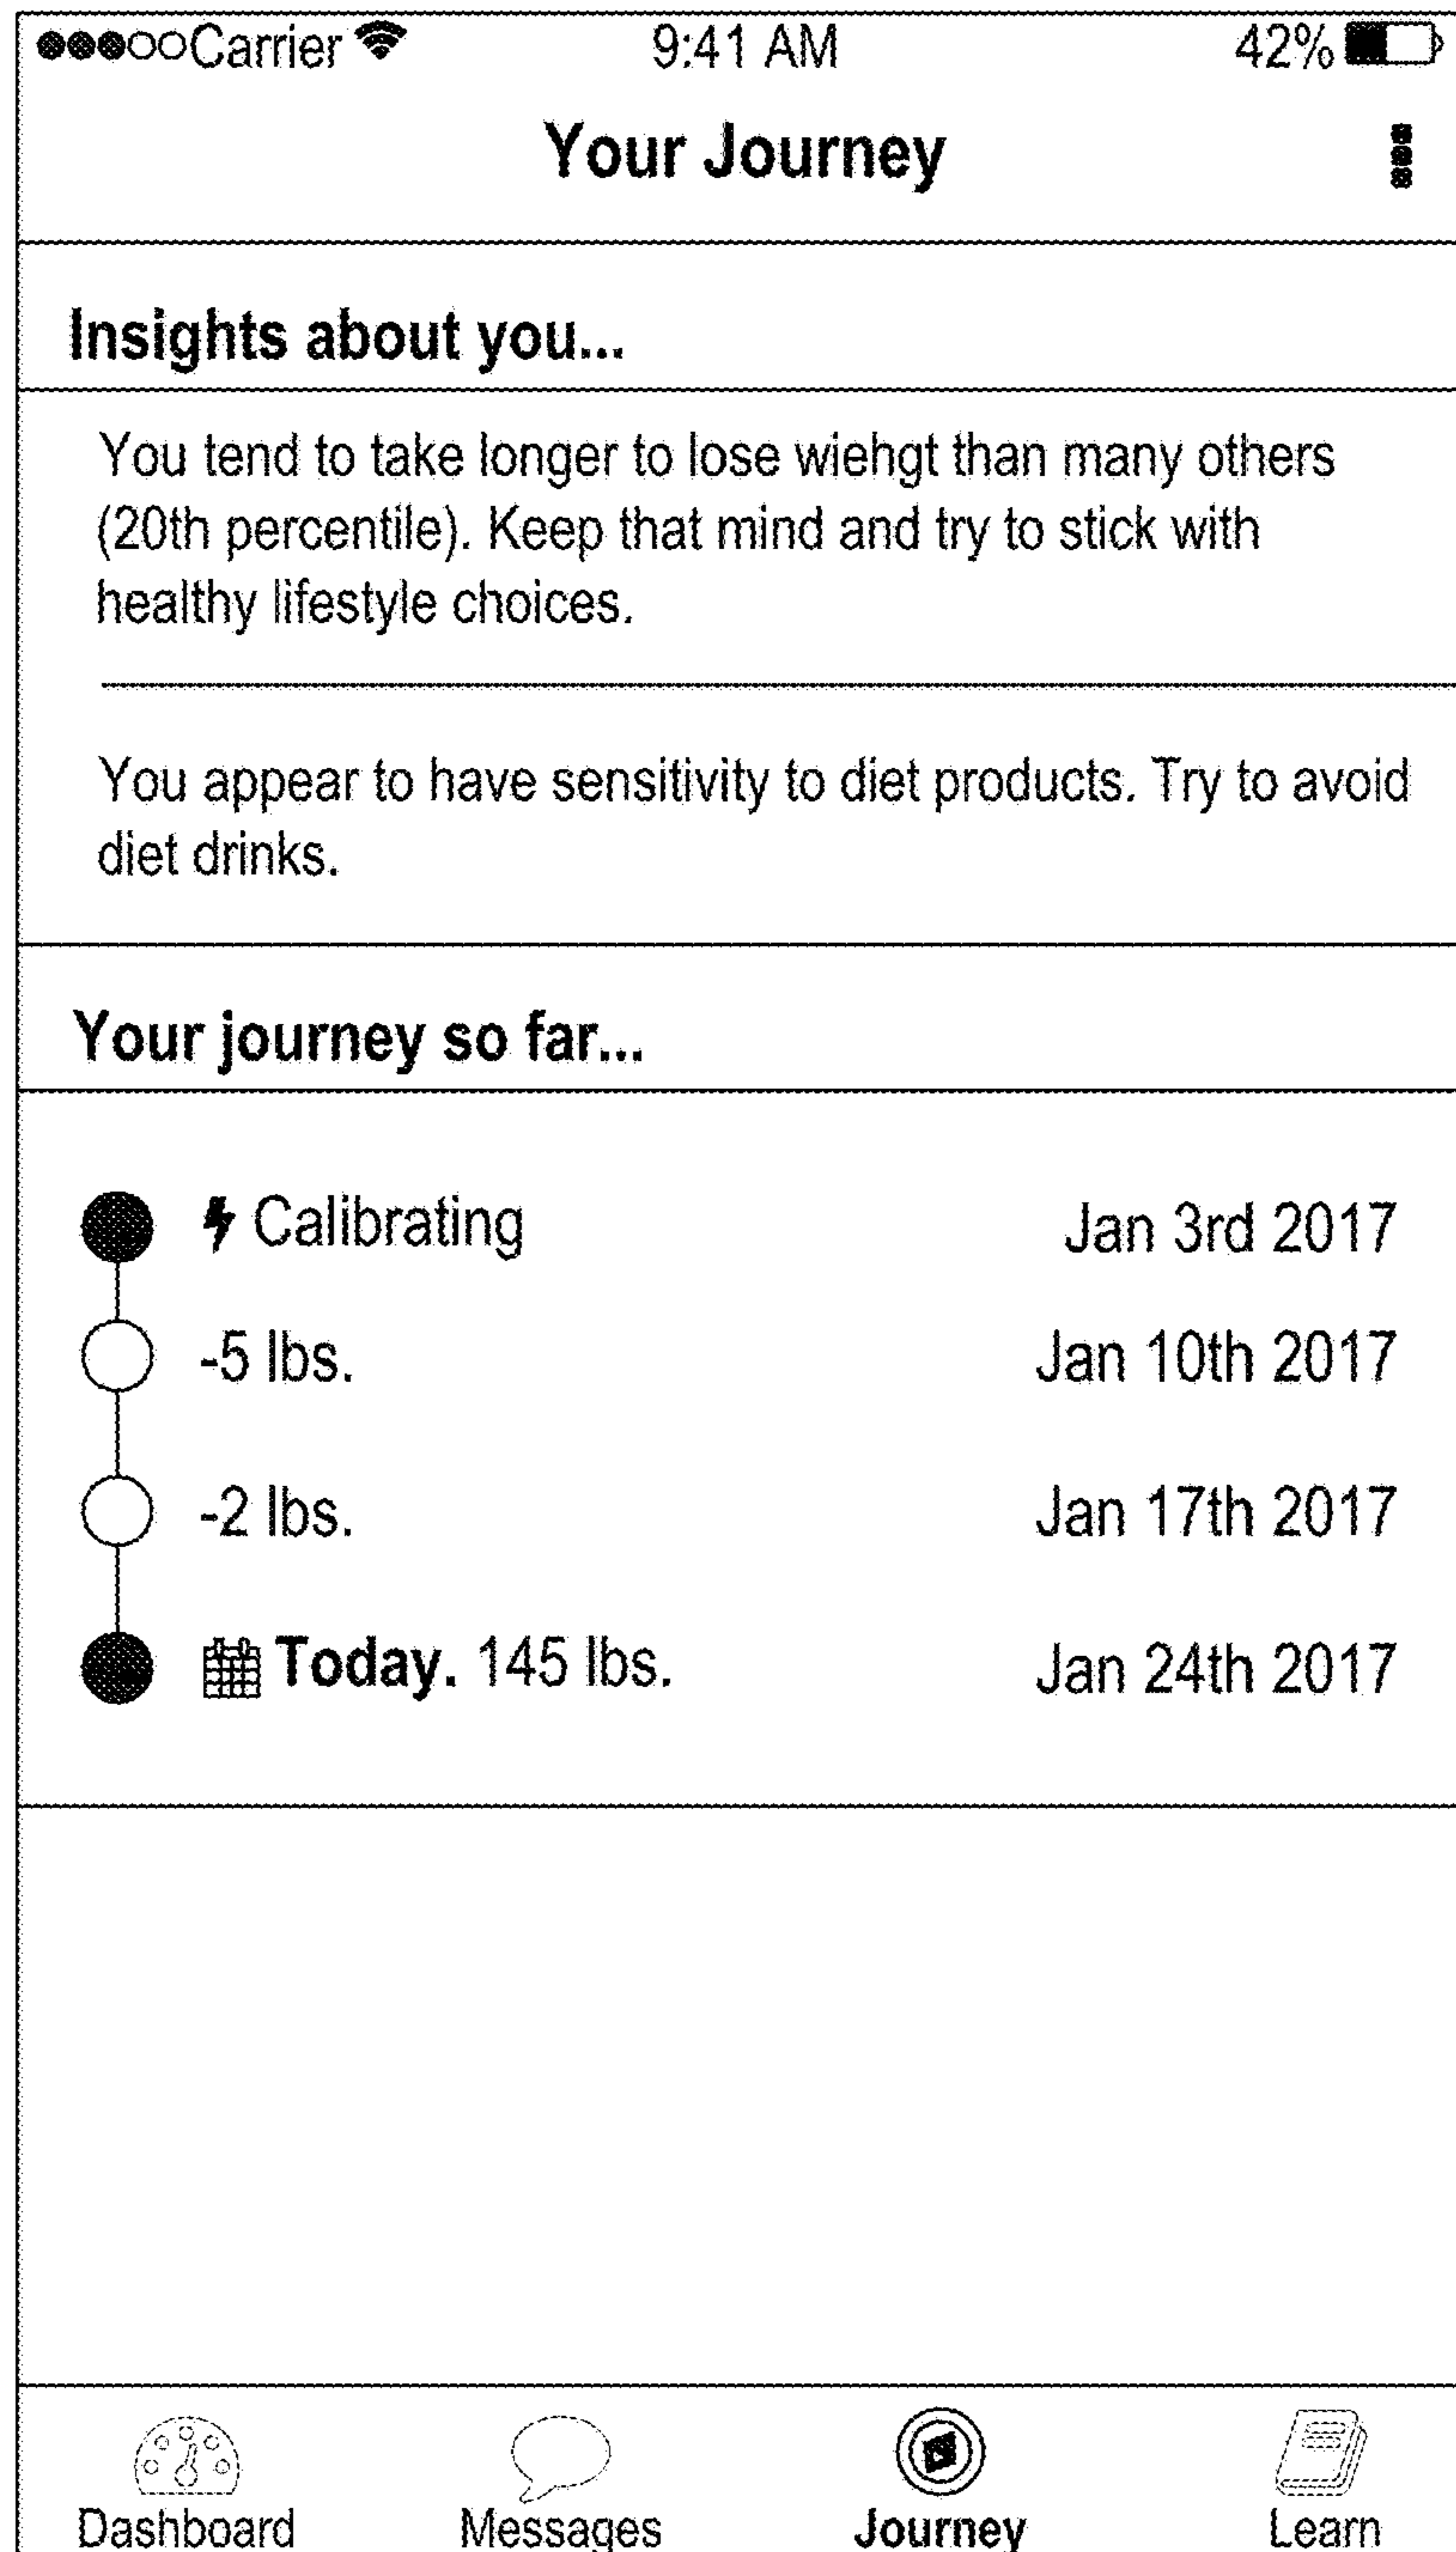 Carrier 9:41 AM 42%
Your Journey
Insights about you...
You tend to take longer to lose wiehgt than many others
(20th percentile). Keep that mind and try to stick with
healthy lifestyle choices.
You appear to have sensitivity to diet products. Try to avoid
diet drinks.
Your journey so far...
Calibrating Jan 3rd 2017
-5 lbs. Jan 10th 2017
-2 lbs. Jan 17th 2017
Today. 145 lbs. Jan 24th 2017
Dashboard Messages Journey Learn